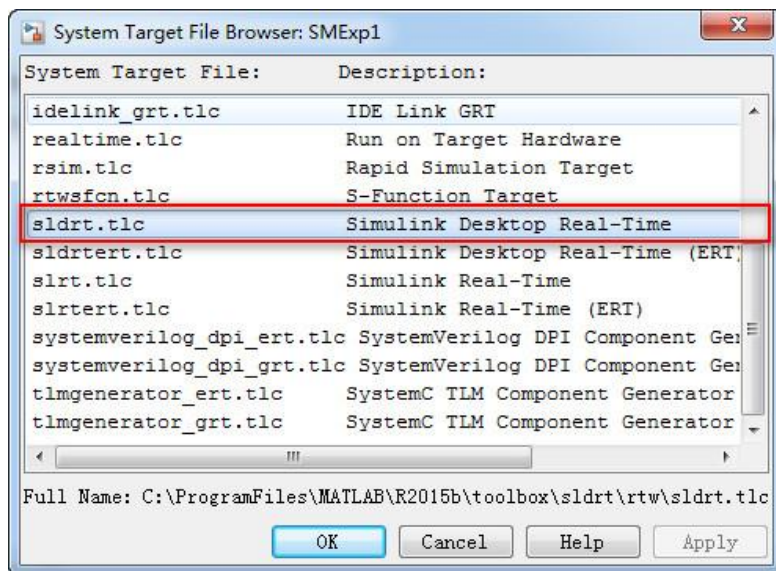 System Target File Browser: SMExp1
System Target File: Description:
idelink_grt.tlc IDE Link GRT
realtime.tlc Run on Target Hardware
rsim.tlc Rapid Simulation Target
rtwsfcn.tlc S-Function Target
sldrt.tlc Simulink Desktop Real-Time
sldrtert.tlc Simulink Desktop Real-Time (ERT)
slrt.tlc Simulink Real-Time
slrtert.tlc Simulink Real-Time (ERT)
systemverilog_dpi_ert.tlc SystemVerilog DPI Component Ge
systemverilog_dpi_grt.tlc SystemVerilog DPI Component Ge
tlmgenerator_ert.tlc SystemC TLM Component Generator
tlmgenerator_grt.tlc SystemC TLM Component Generator
Full Name: C:\ProgramFiles\MATLAB\R2015b\toolbox\sldrt\rtw\sldrt.tlc
OK Cancel Help Apply